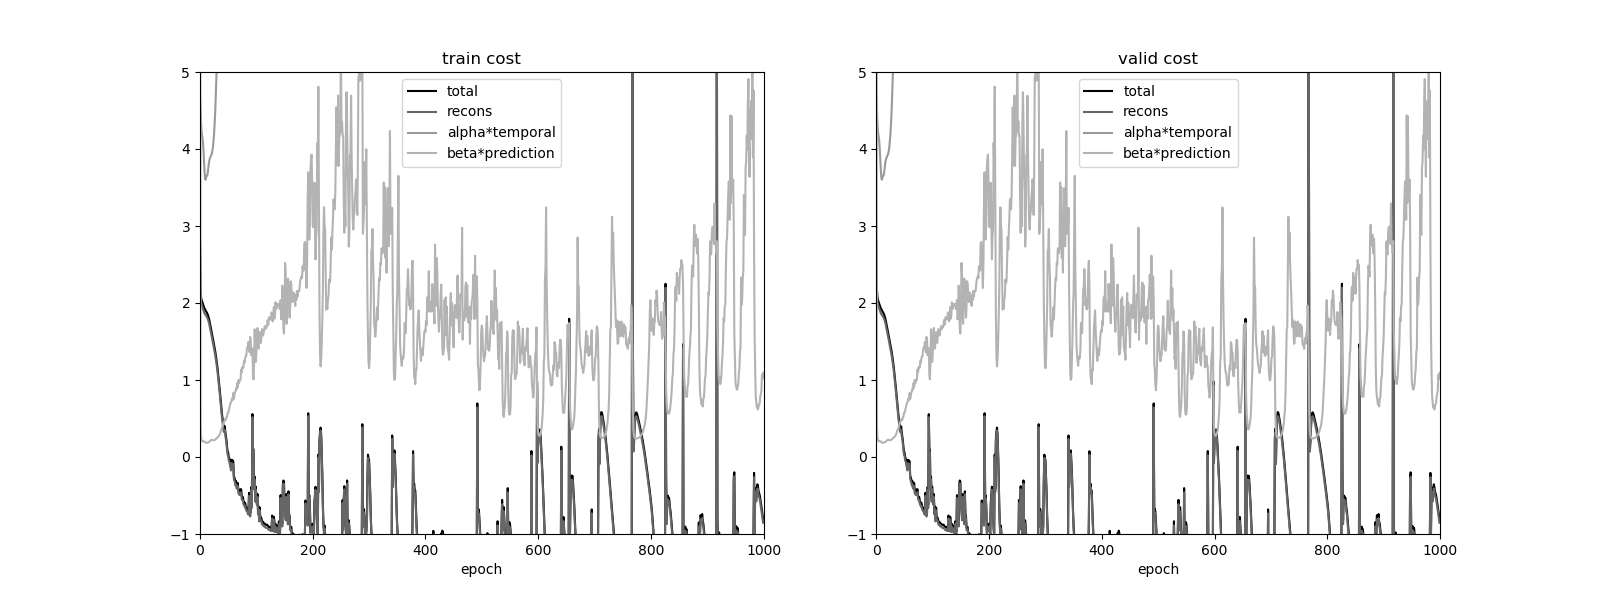 train cost
5
4
3
2
1
0
−1
total
recons
alpha*temporal
beta*prediction
0 200 400 600 800 1000
epoch
valid cost
5
4
3
2
1
0
−1
total
recons
alpha*temporal
beta*prediction
0 200 400 600 800 1000
epoch